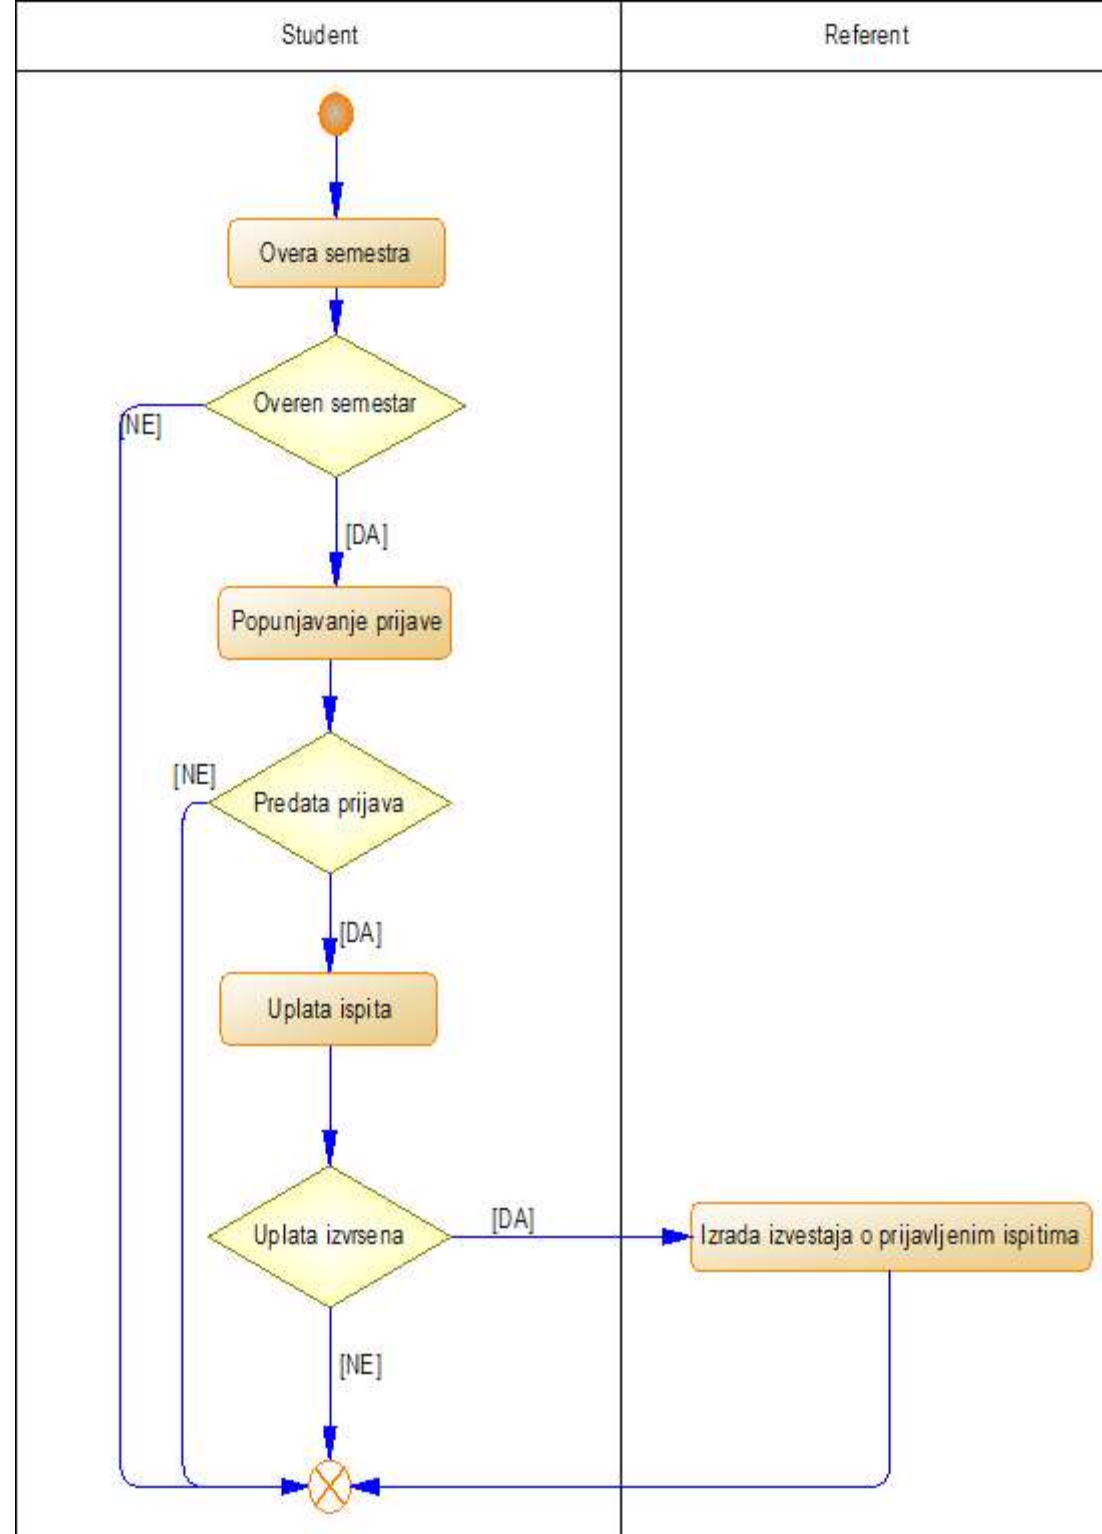 Student
Referent
Overa semestra
Overen semestar
[NE]
[DA]
Popunjavanje prijave
[NE]
Predata prijava
[DA]
Uplata ispita
Uplata izvrsena
[DA]
Izrada izvestaja o prijavljenim ispitima
[NE]